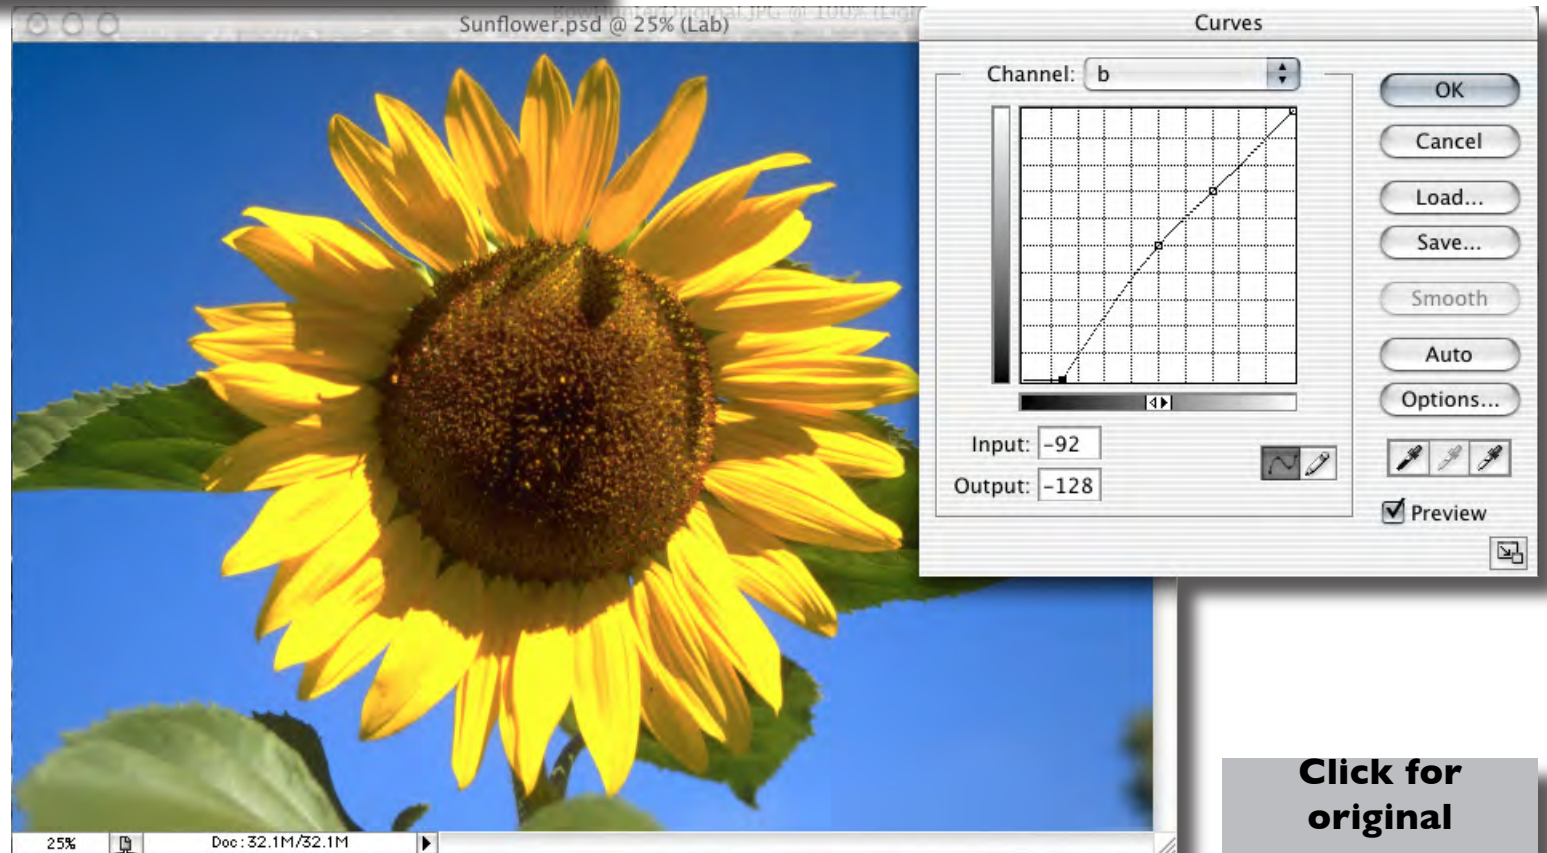 Sunflower.psd @ 25% (Lab)
Curves
Channel: b
OK
Cancel
Load...
Save...
Smooth
Auto
Options...
Input: -92
Output: -128
Preview
Click for
original
25%
Doc: 32.1M/32.1M